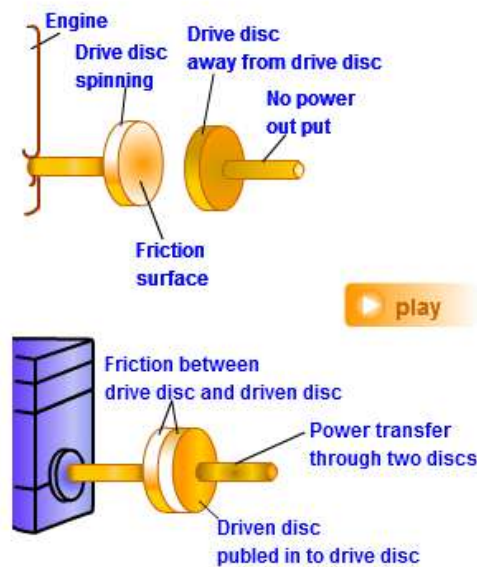 Engine
Drive disc
spinning
Drive disc
away from drive disc
No power
out put
Friction
surface
play
Friction between
drive disc and driven disc
Power transfer
through two discs
Driven disc
publed in to drive disc